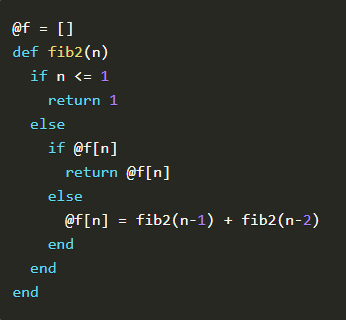 @f = []
def fib2(n)
  if n <= 1
    return 1
  else
    if @f[n]
      return @f[n]
    else
      @f[n] = fib2(n-1) + fib2(n-2)
    end
  end
end